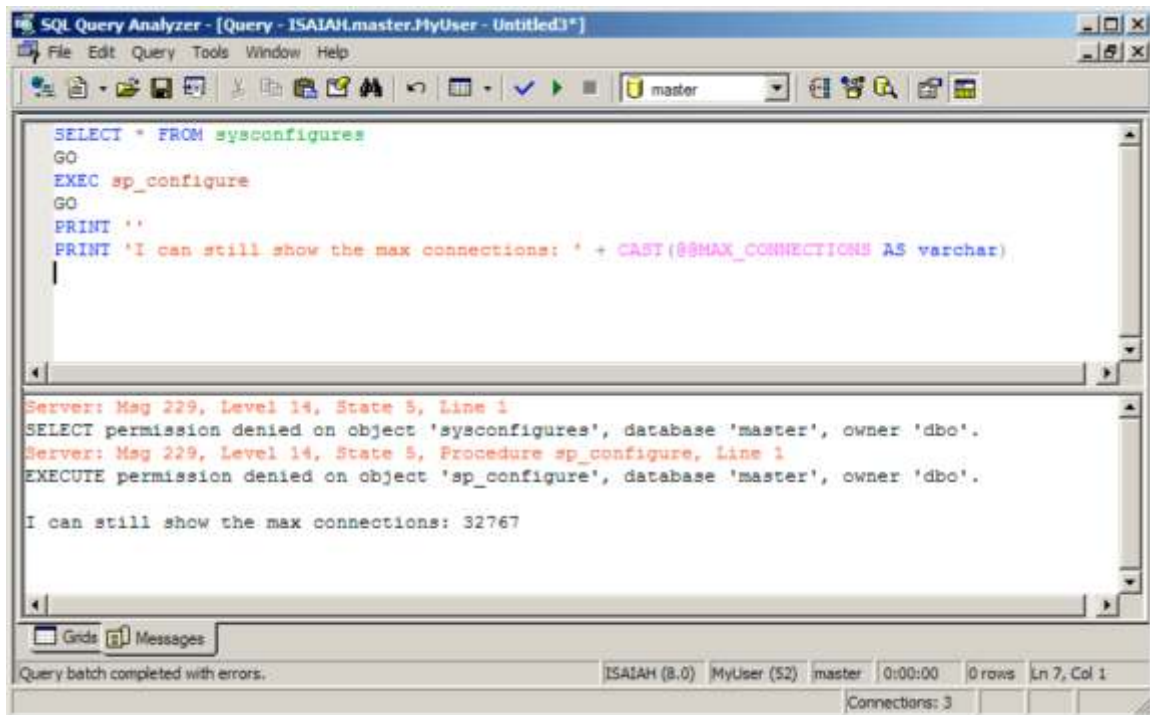 SQL Query Analyzer - [Query - ISAIAH.master.MyUser - Untitled3*]
File Edit Query Tools Window Help
master
SELECT * FROM sysconfigures
GO
EXEC sp_configure
GO
PRINT ''
PRINT 'I can still show the max connections: ' + CAST(@@MAX_CONNECTIONS AS varchar)
Server: Msg 229, Level 14, State 5, Line 1
SELECT permission denied on object 'sysconfigures', database 'master', owner 'dbo'.
Server: Msg 229, Level 14, State 5, Procedure sp_configure, Line 1
EXECUTE permission denied on object 'sp_configure', database 'master', owner 'dbo'.
I can still show the max connections: 32767
Grids Messages
Query batch completed with errors. ISAIAH (8.0) MyUser (52) master 0:00:00 0 rows Ln 7, Col 1
Connections: 3